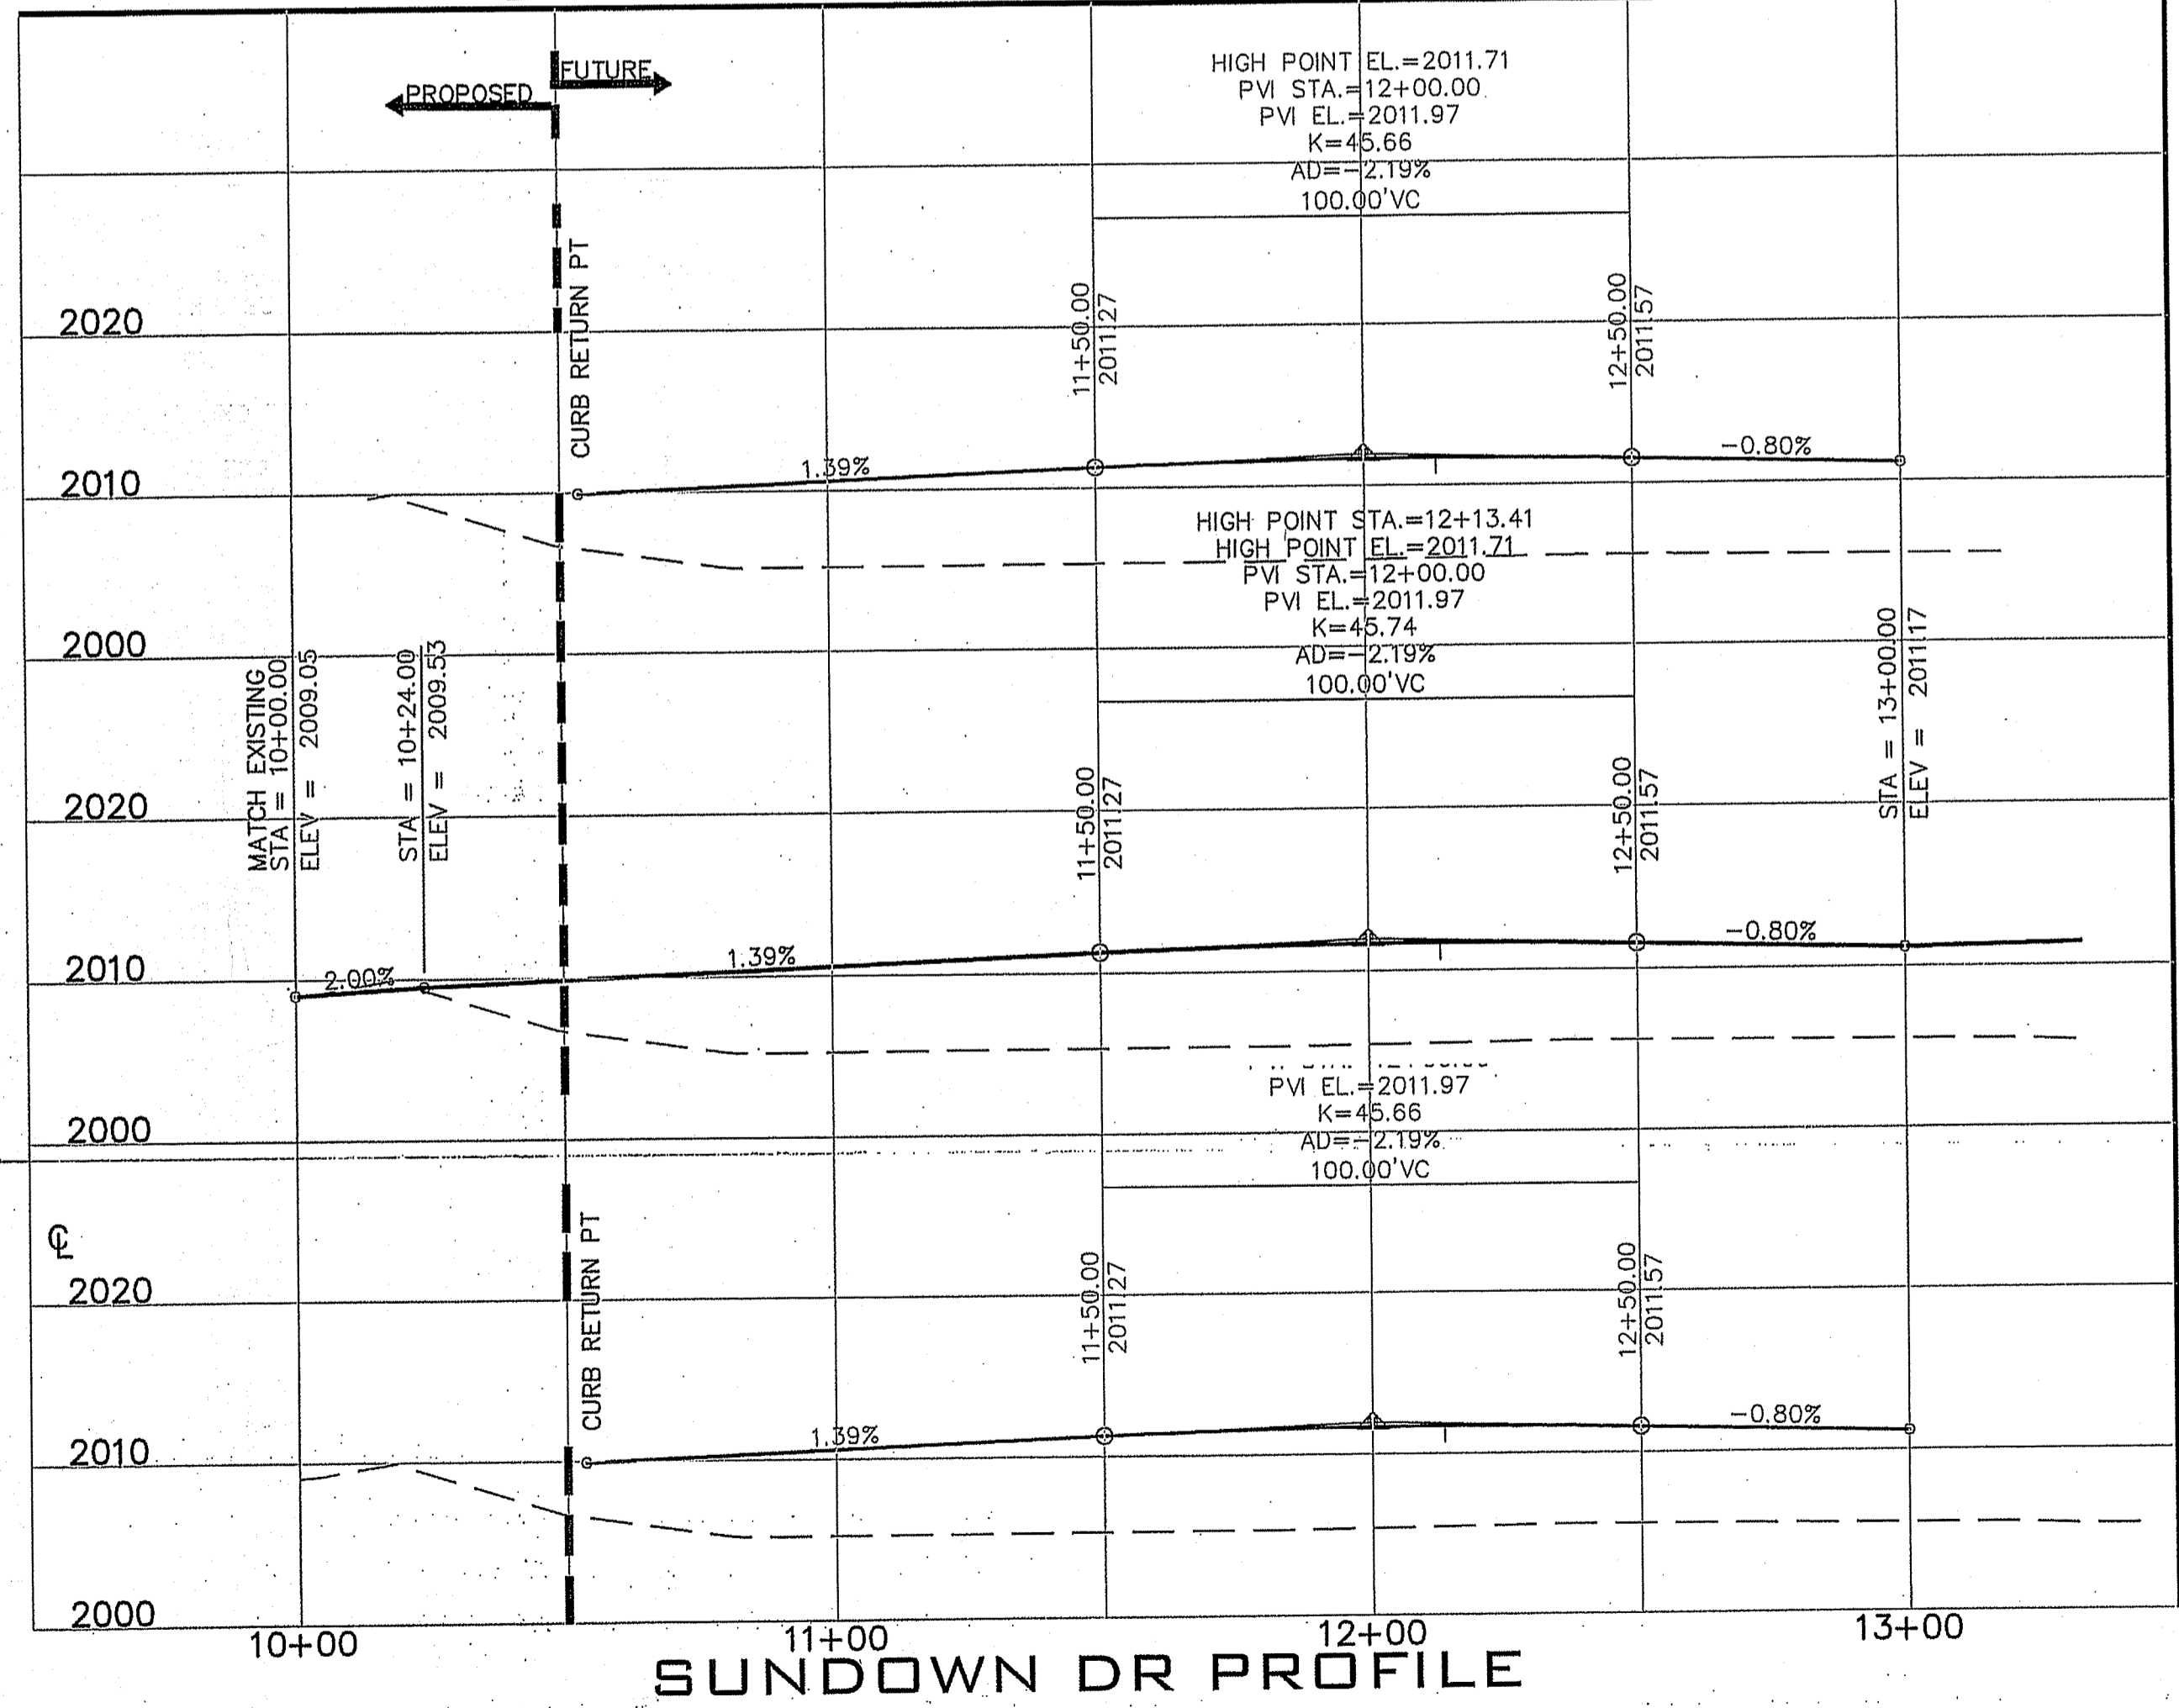 FUTURE
PROPOSED
HIGH POINT EL.=2011.71
PVI STA.=12+00.00
PVI EL.=2011.97
K=45.66
AD=-2.19%
100.00'VC
CURB RETURN PT
11+50.00
2011.27
12+50.00
2011.57
2020
1.39%
-0.80%
2010
HIGH POINT STA.=12+13.41
HIGH POINT EL.=2011.71
PVI STA.=12+00.00
PVI EL.=2011.97
K=45.74
AD=-2.19%
100.00'VC
2000
MATCH EXISTING
STA = 10+00.00
ELEV = 2009.05
STA = 10+24.00
ELEV = 2009.53
STA = 13+00.00
ELEV = 2011.17
11+50.00
2011.27
12+50.00
2011.57
2020
2.00%
1.39%
-0.80%
2010
PVI EL.=2011.97
K=45.66
AD=-2.19%
100.00'VC
2000
℄
CURB RETURN PT
11+50.00
2011.27
12+50.00
2011.57
2020
1.39%
-0.80%
2010
2000
10+00
11+00
12+00
13+00
SUNDOWN DR PROFILE